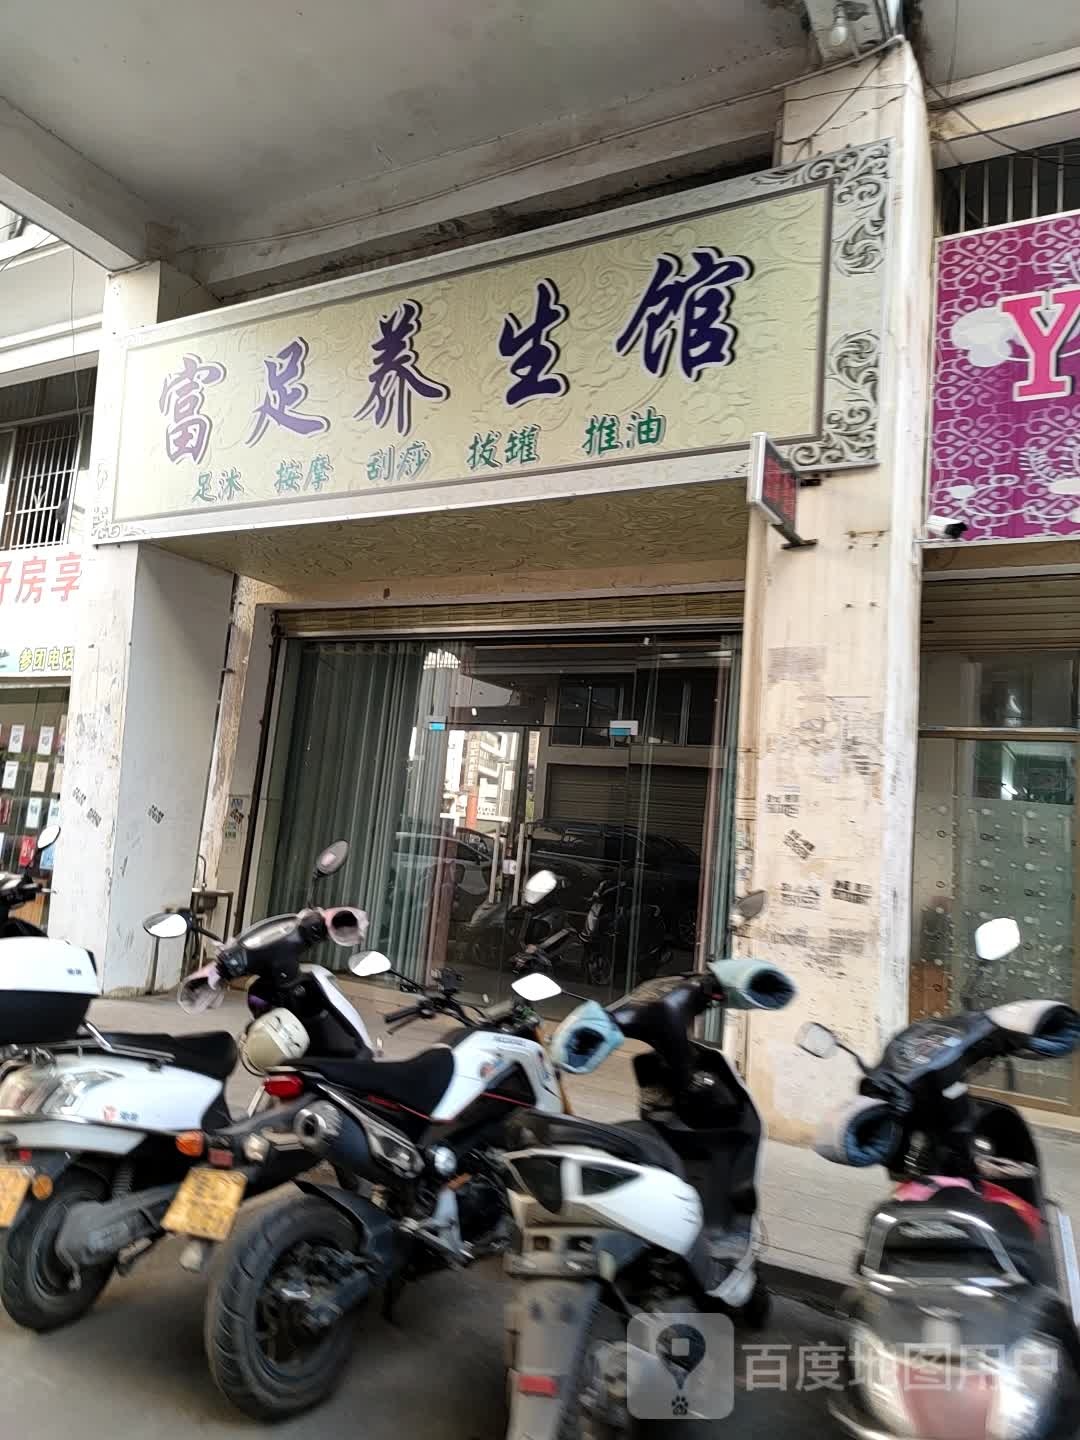 富足养生馆
足沐 按摩 刮痧 拔罐 推油
Y
好房享
参团电话
百度地图用户